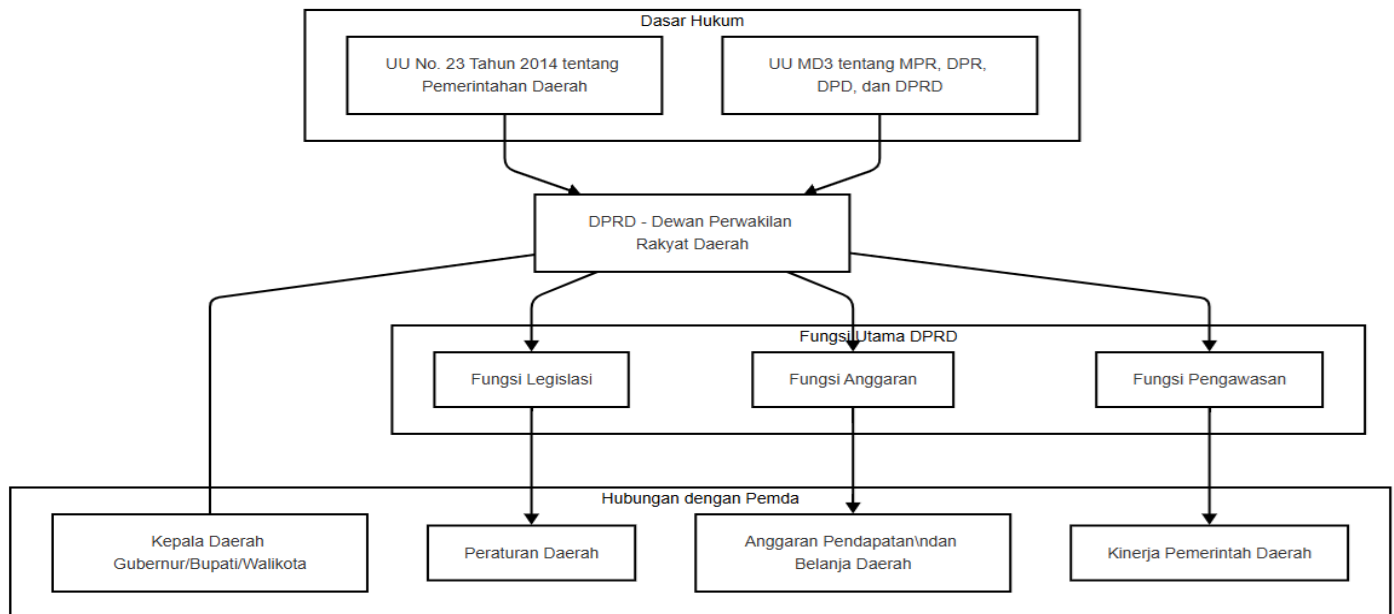 Dasar Hukum
UU No. 23 Tahun 2014 tentang
Pemerintahan Daerah
UU MD3 tentang MPR, DPR,
DPD, dan DPRD
DPRD - Dewan Perwakilan
Rakyat Daerah
Fungsi Utama DPRD
Fungsi Legislasi
Fungsi Anggaran
Fungsi Pengawasan
Hubungan dengan Pemda
Kepala Daerah
Gubernur/Bupati/Walikota
Peraturan Daerah
Anggaran Pendapatan\ndan
Belanja Daerah
Kinerja Pemerintah Daerah